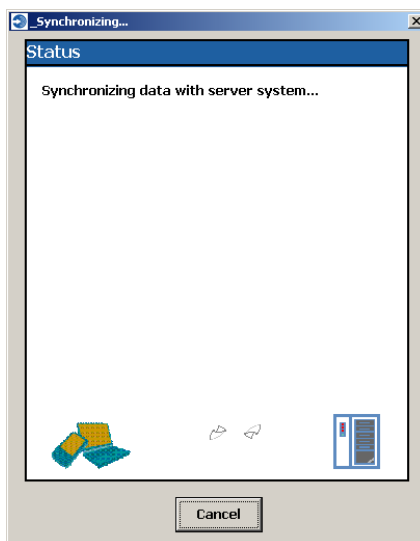 _Synchronizing...
Status
Synchronizing data with server system...
Cancel